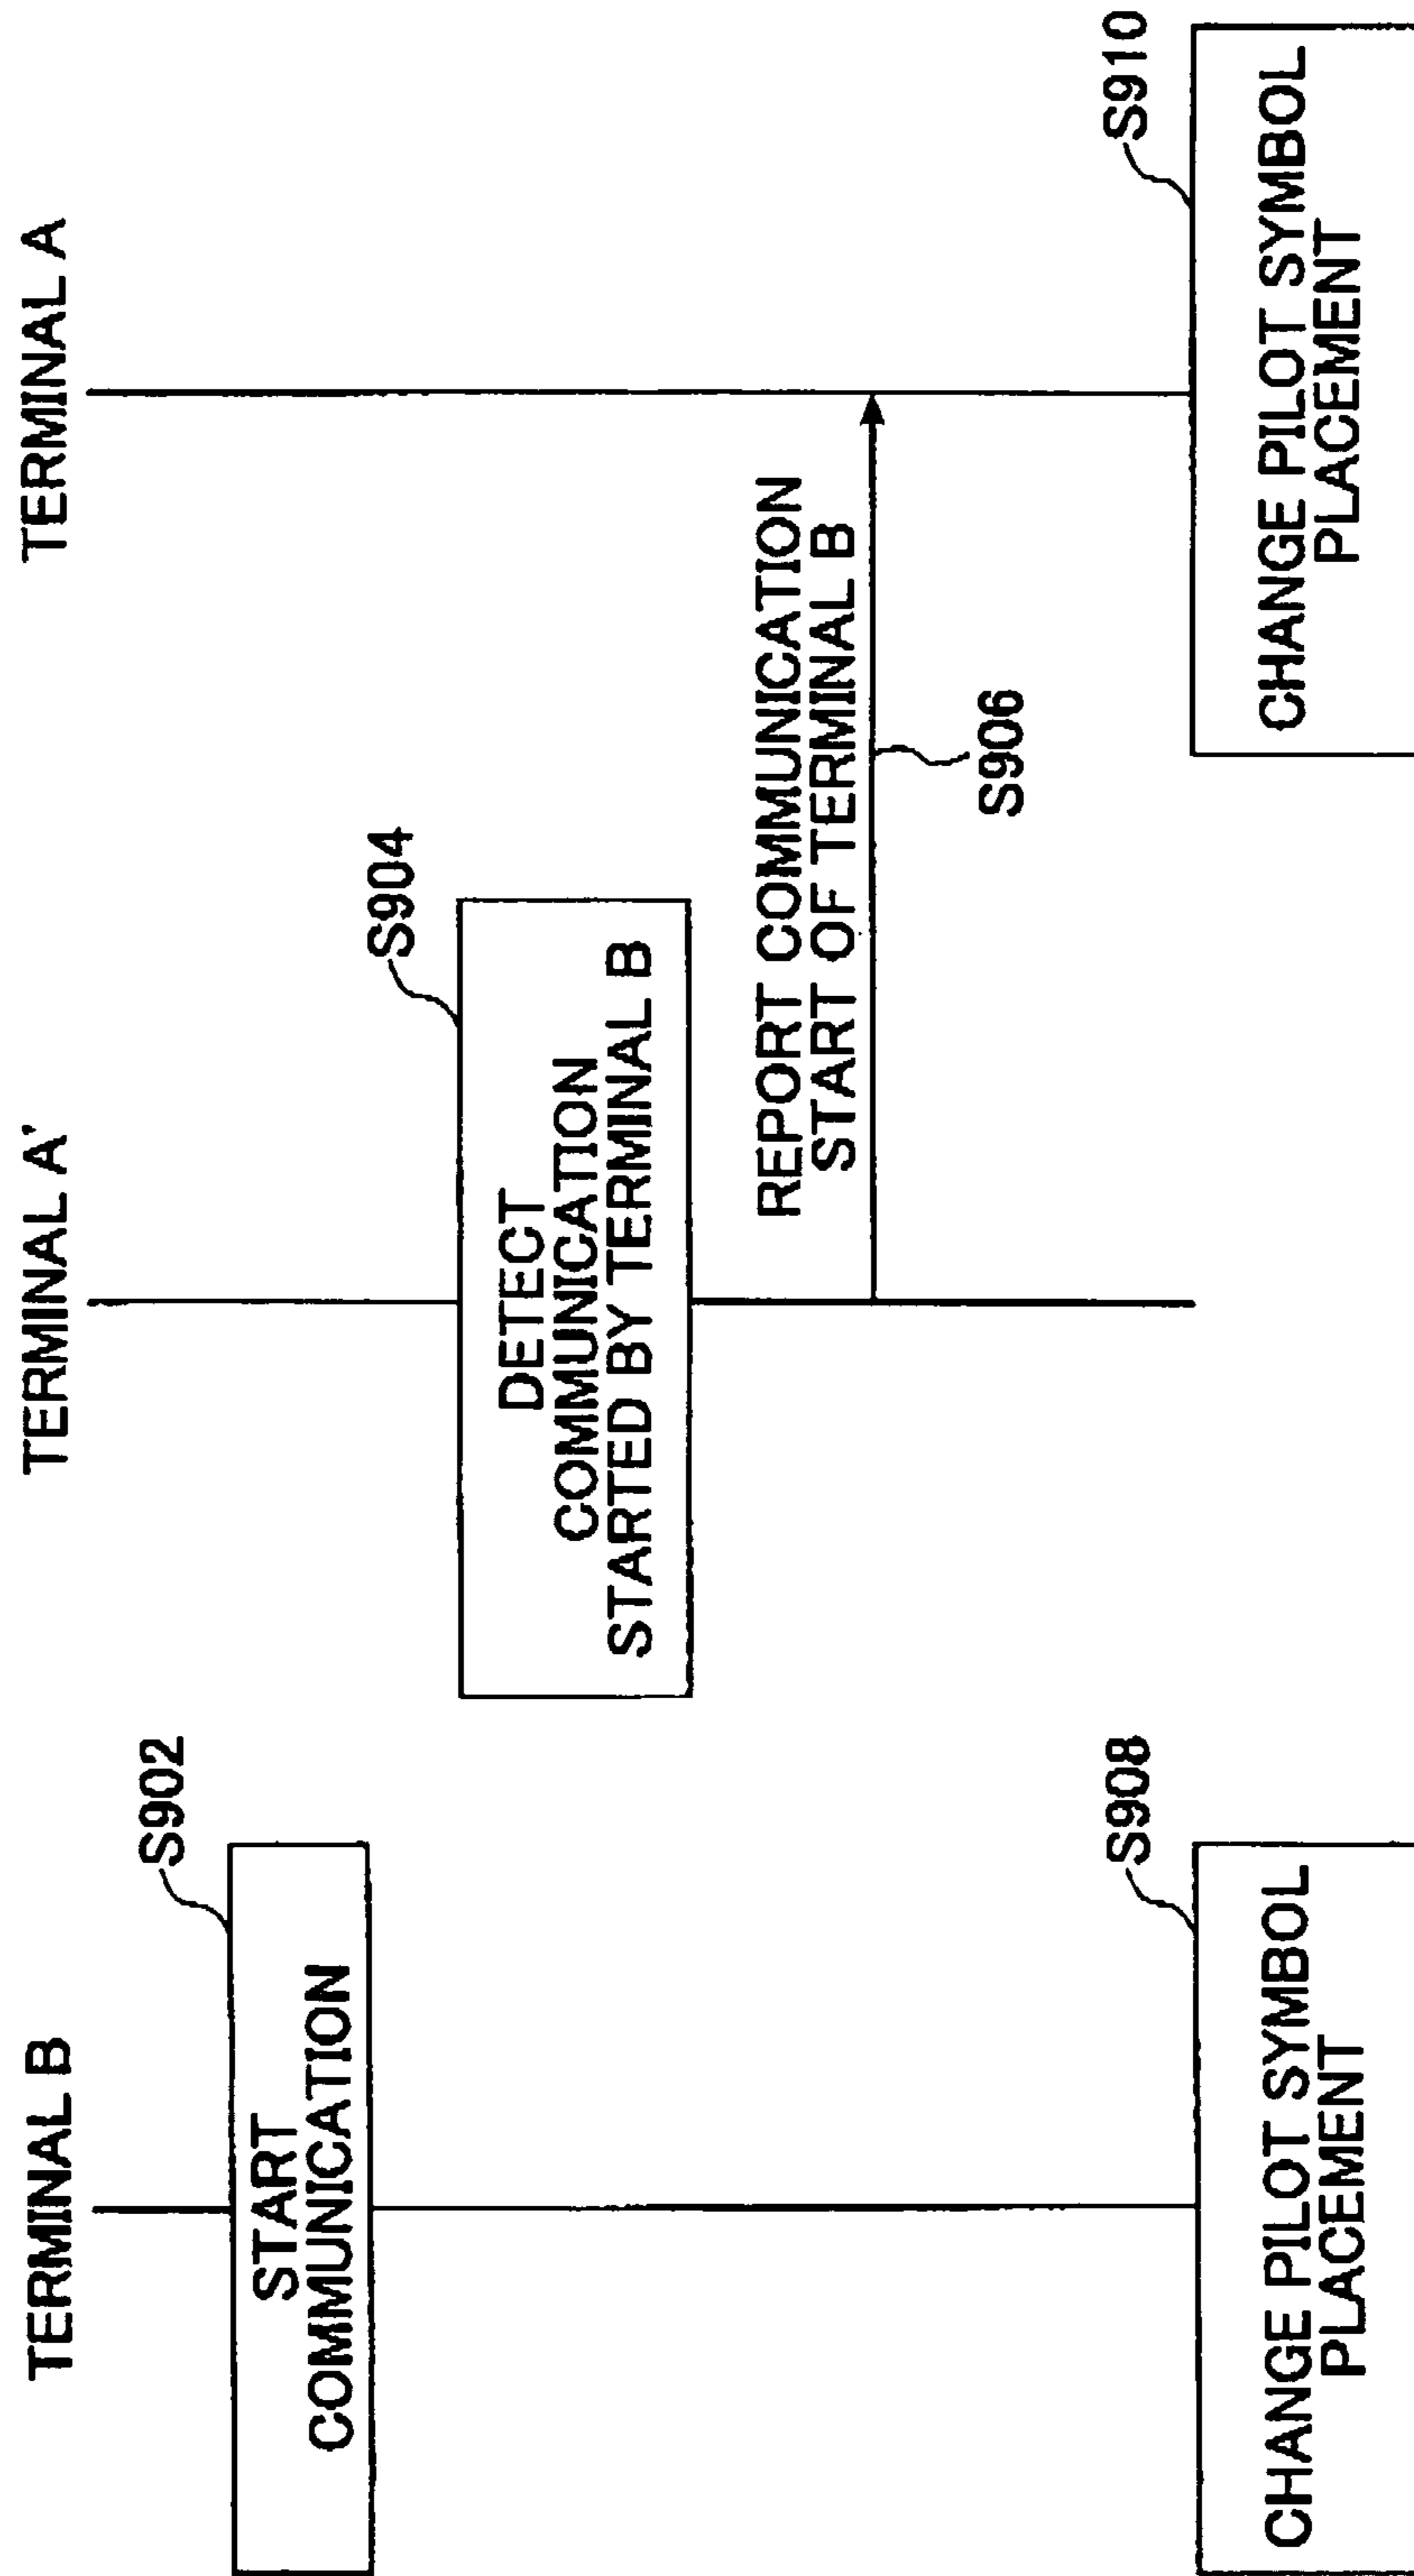 TERMINAL B
TERMINAL A'
TERMINAL A
S902
START
COMMUNICATION
S904
DETECT
COMMUNICATION
STARTED BY TERMINAL B
REPORT COMMUNICATION
START OF TERMINAL B
S906
S908
CHANGE PILOT SYMBOL
PLACEMENT
S910
CHANGE PILOT SYMBOL
PLACEMENT